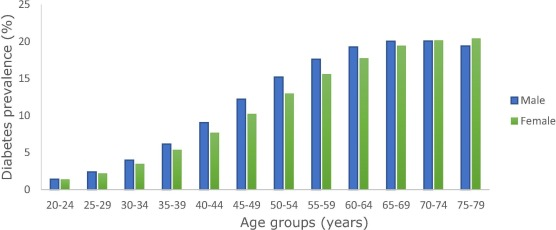 25
20
15
10
5
0
Diabetes prevalence (%)
20-24 25-29 30-34 35-39 40-44 45-49 50-54 55-59 60-64 65-69 70-74 75-79
Age groups (years)
Male
Female